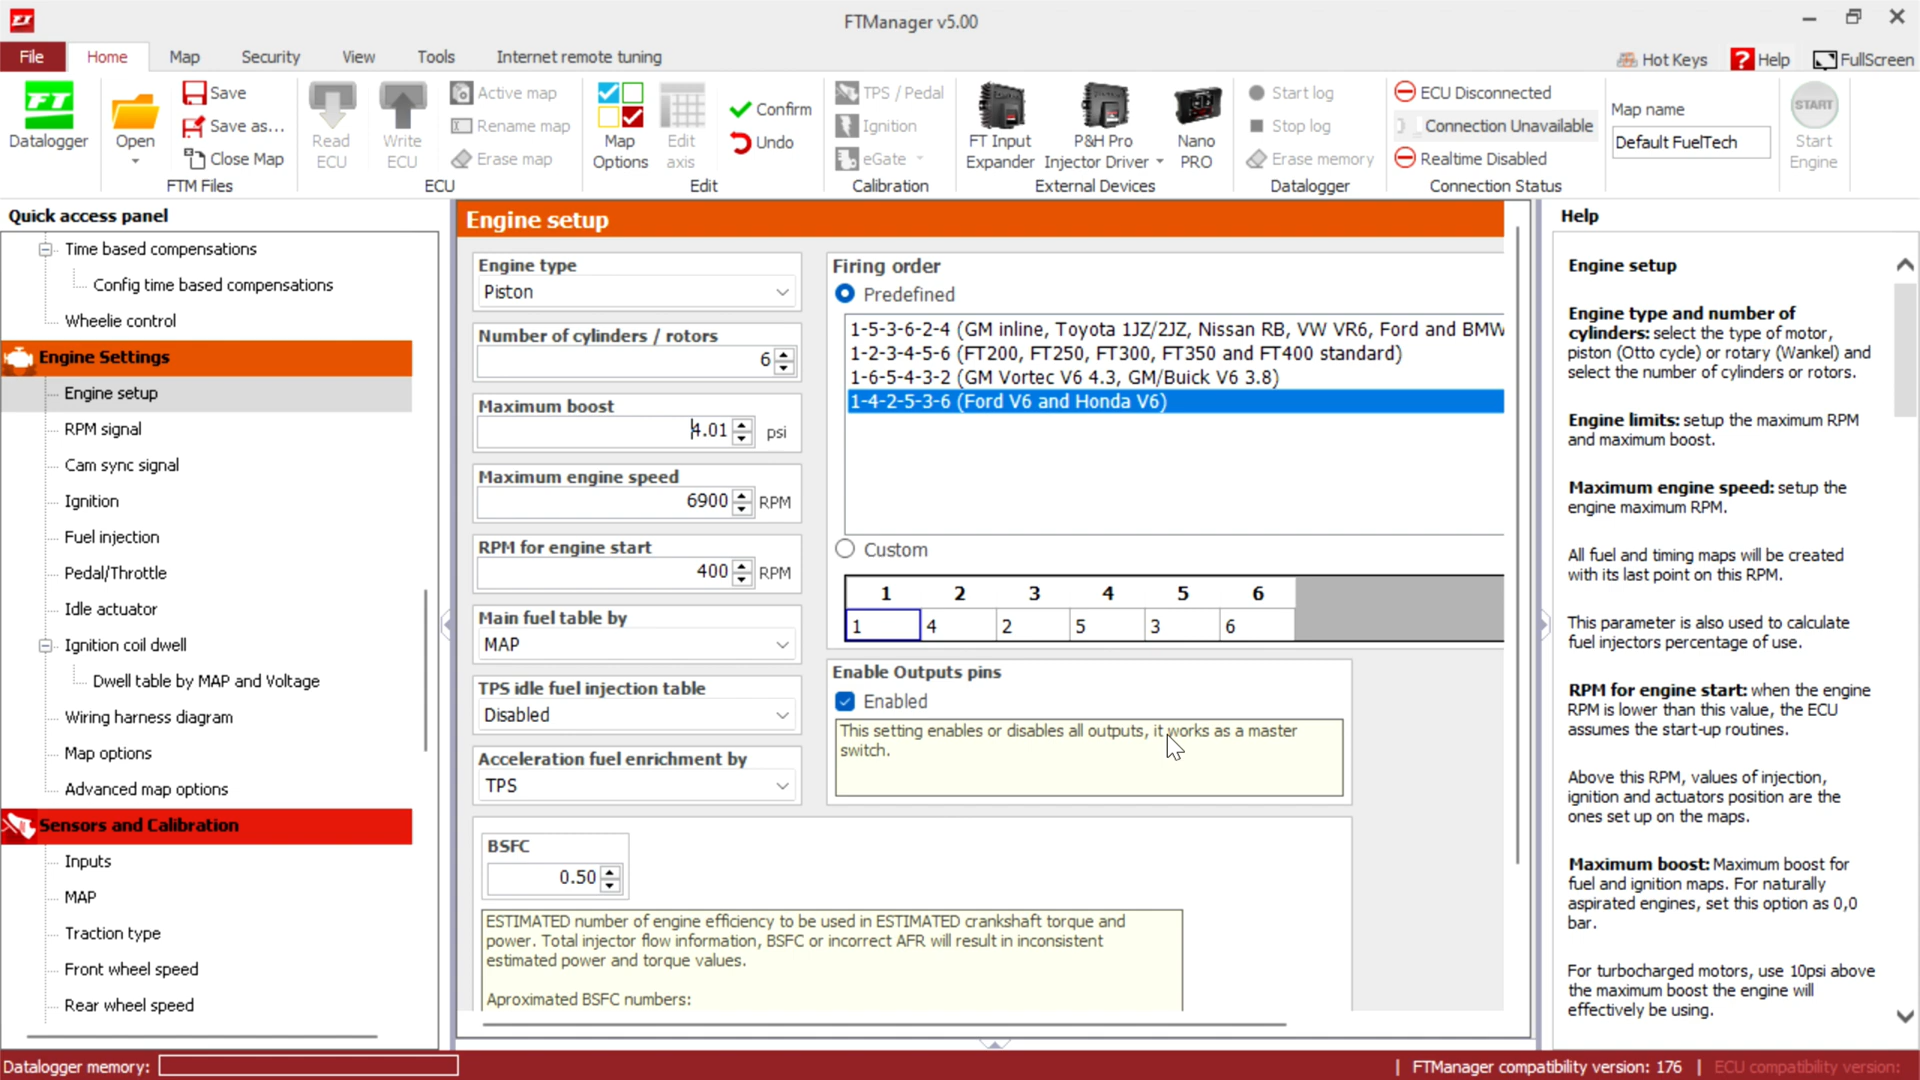 FTManager v5.00
File
Home
Map
Security
View
Tools
Internet remote tuning
Hot Keys
? Help
FullScreen
FT
Datalogger
Open
Save
Save as...
Close Map
FTM Files
Read
ECU
Write
ECU
Active map
Rename map
Erase map
ECU
Map
Options
Edit
axis
Confirm
Undo
Edit
TPS / Pedal
Ignition
eGate
Calibration
FT Input
Expander
P&H Pro
Injector Driver
Nano
PRO
External Devices
Start log
Stop log
Erase memory
Datalogger
ECU Disconnected
Connection Unavailable
Realtime Disabled
Connection Status
Map name
Default FuelTech
START
Start
Engine
Quick access panel
Time based compensations
Config time based compensations
Wheelie control
Engine Settings
Engine setup
RPM signal
Cam sync signal
Ignition
Fuel injection
Pedal/Throttle
Idle actuator
Ignition coil dwell
Dwell table by MAP and Voltage
Wiring harness diagram
Map options
Advanced map options
Sensors and Calibration
Inputs
MAP
Traction type
Front wheel speed
Rear wheel speed
Engine setup
Engine type
Piston
Number of cylinders / rotors
6
Maximum boost
4.01 psi
Maximum engine speed
6900 RPM
RPM for engine start
400 RPM
Main fuel table by
MAP
TPS idle fuel injection table
Disabled
Acceleration fuel enrichment by
TPS
Firing order
Predefined
1-5-3-6-2-4 (GM inline, Toyota 1JZ/2JZ, Nissan RB, VW VR6, Ford and BMW
1-2-3-4-5-6 (FT200, FT250, FT300, FT350 and FT400 standard)
1-6-5-4-3-2 (GM Vortec V6 4.3, GM/Buick V6 3.8)
1-4-2-5-3-6 (Ford V6 and Honda V6)
Custom
1 2 3 4 5 6
1 4 2 5 3 6
Enable Outputs pins
Enabled
This setting enables or disables all outputs, it works as a master
switch.
BSFC
0.50
ESTIMATED number of engine efficiency to be used in ESTIMATED crankshaft torque and
power. Total injector flow information, BSFC or incorrect AFR will result in inconsistent
estimated power and torque values.
Aproximated BSFC numbers:
Help
Engine setup
Engine type and number of
cylinders: select the type of motor,
piston (Otto cycle) or rotary (Wankel) and
select the number of cylinders or rotors.
Engine limits: setup the maximum RPM
and maximum boost.
Maximum engine speed: setup the
engine maximum RPM.
All fuel and timing maps will be created
with its last point on this RPM.
This parameter is also used to calculate
fuel injectors percentage of use.
RPM for engine start: when the engine
RPM is lower than this value, the ECU
assumes the start-up routines.
Above this RPM, values of injection,
ignition and actuators position are the
ones set up on the maps.
Maximum boost: Maximum boost for
fuel and ignition maps. For naturally
aspirated engines, set this option as 0,0
bar.
For turbocharged motors, use 10psi above
the maximum boost the engine will
effectively be using.
Datalogger memory:
| FTManager compatibility version: 176 | ECU compatibility version: